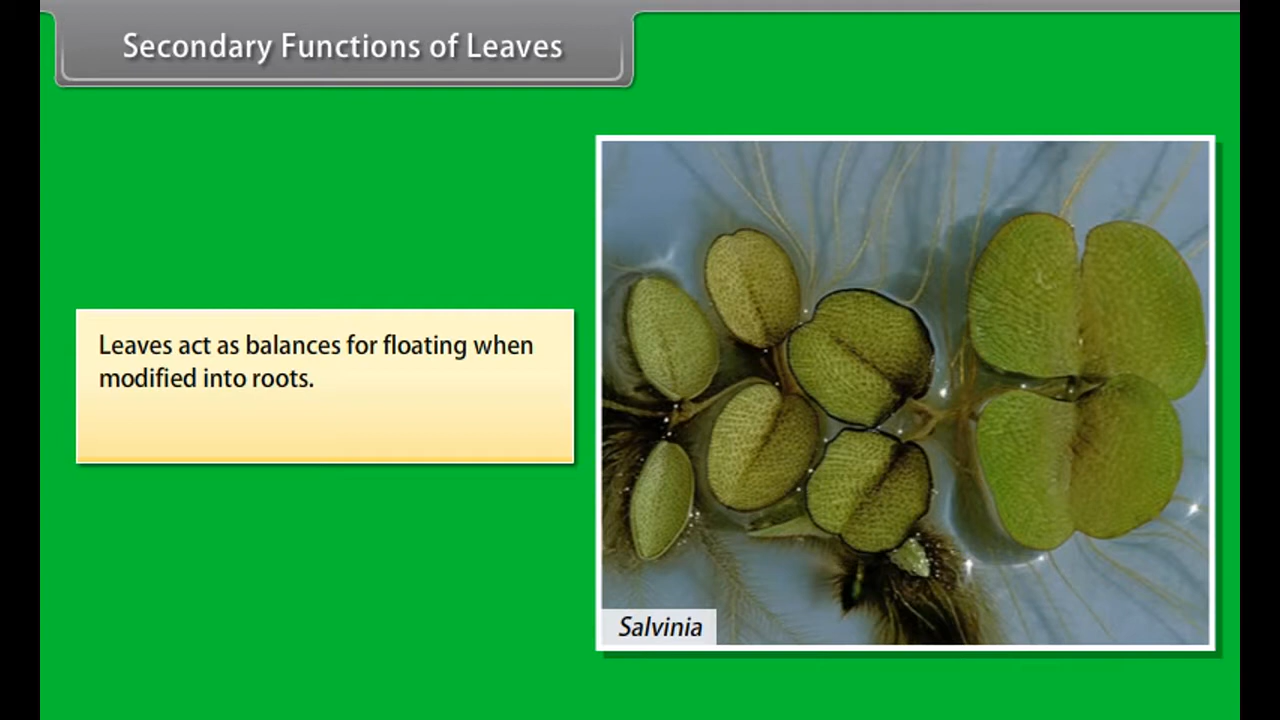 Secondary Functions of Leaves
Leaves act as balances for floating when
modified into roots.
Salvinia